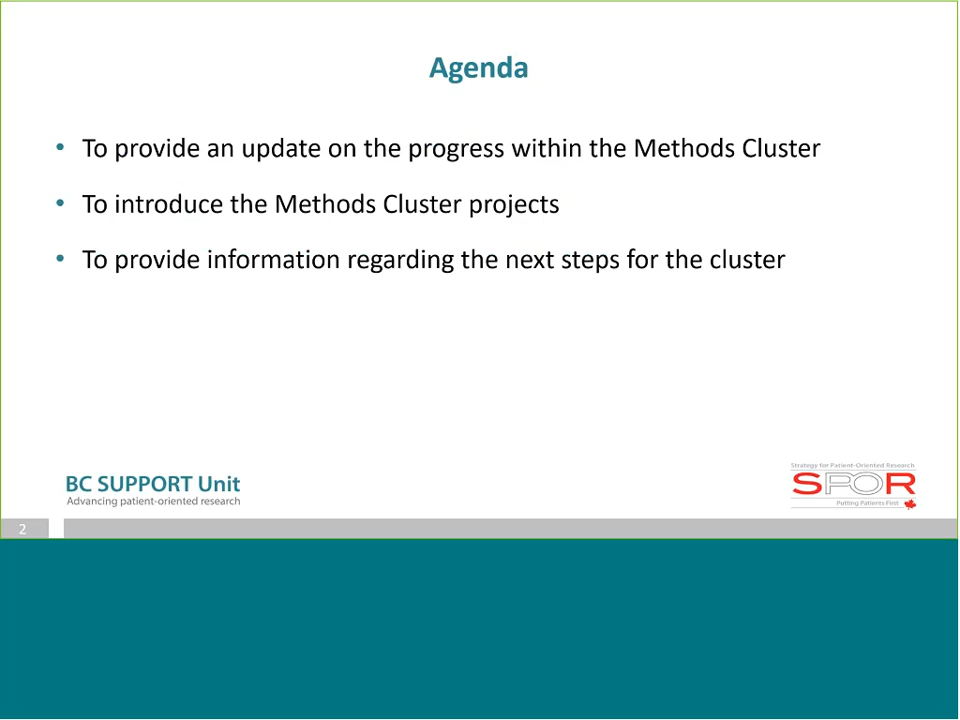 Agenda
• To provide an update on the progress within the Methods Cluster
• To introduce the Methods Cluster projects
• To provide information regarding the next steps for the cluster
BC SUPPORT Unit
Advancing patient-oriented research
Strategy for Patient-Oriented Research
SPOR
Putting Patients First
2